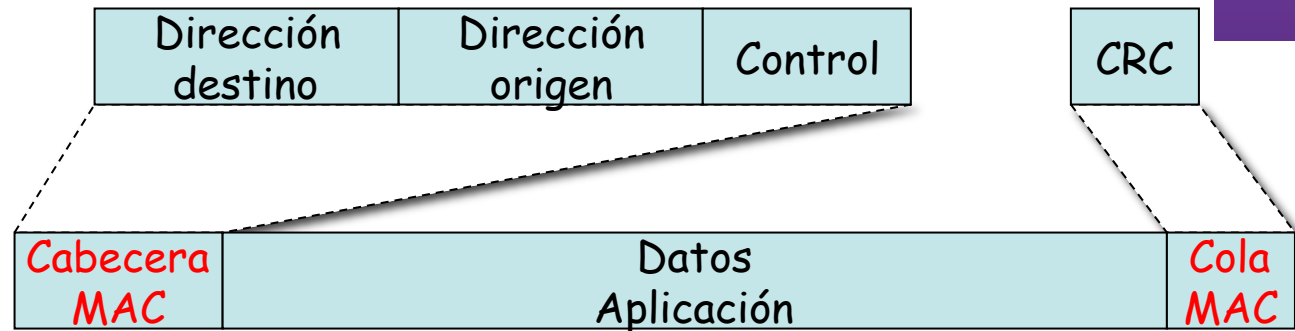 Dirección
destino
Dirección
origen
Control
CRC
Cabecera
MAC
Datos
Aplicación
Cola
MAC